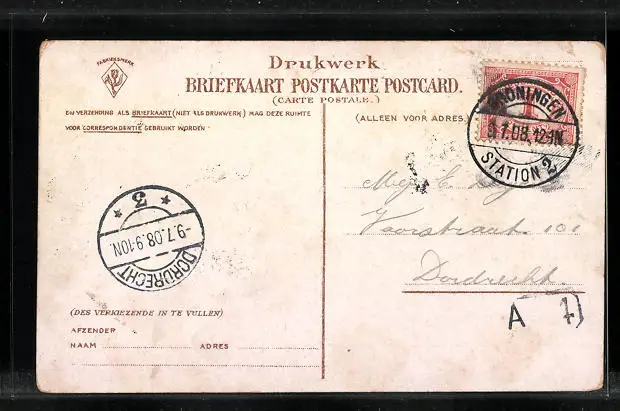 FABRIEKSMERK
Drukwerk
BRIEFKAART POSTKARTE POSTCARD.
(CARTE POSTALE.)
BIJ VERZENDING ALS BRIEFKAART (NIET ALS DRUKWERK) MAG DEZE RUIMTE
VOOR CORRESPONDENTIE GEBRUIKT WORDEN
(ALLEEN VOOR ADRES.)
GRONINGEN
7.08.12-1N
STATION 2
Mej. E.
Voorstraat 101
Dordrecht.
A 7
3
-9.7.08.9-10N.
DORDRECHT
(DES VERKIEZENDE IN TE VULLEN)
AFZENDER
NAAM ADRES